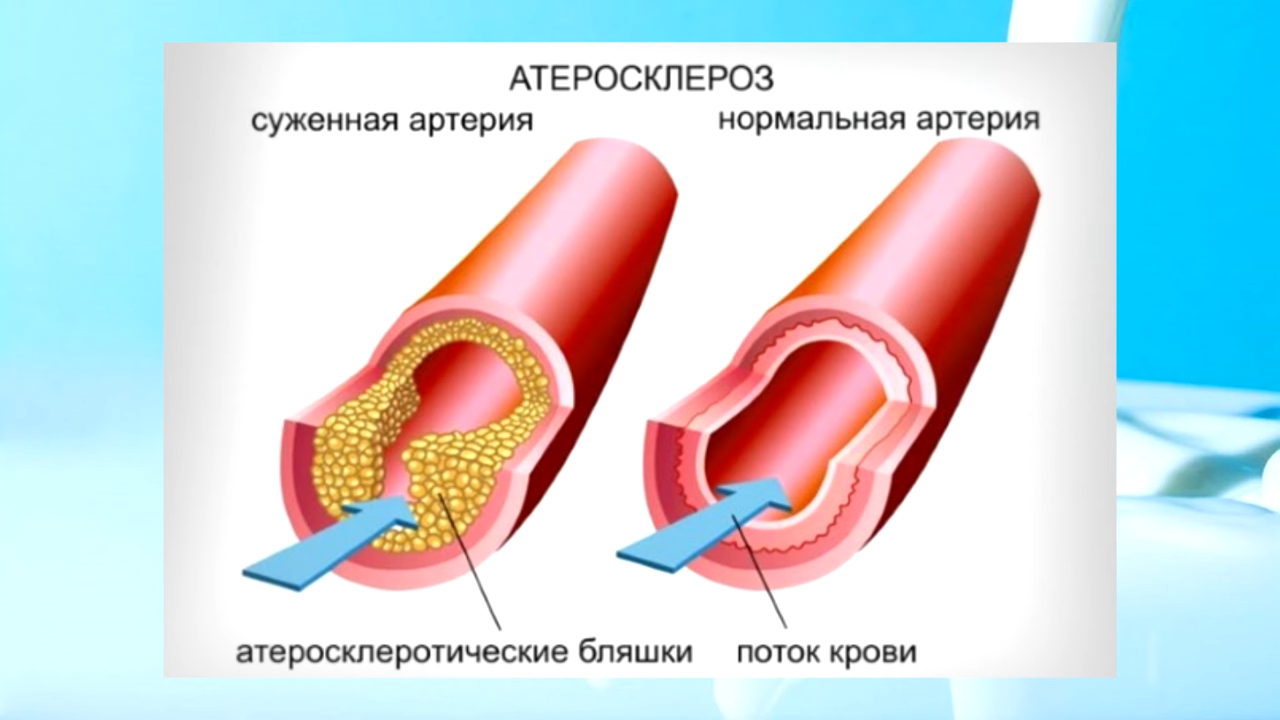 АТЕРОСКЛЕРОЗ
суженная артерия
нормальная артерия
атеросклеротические бляшки
поток крови